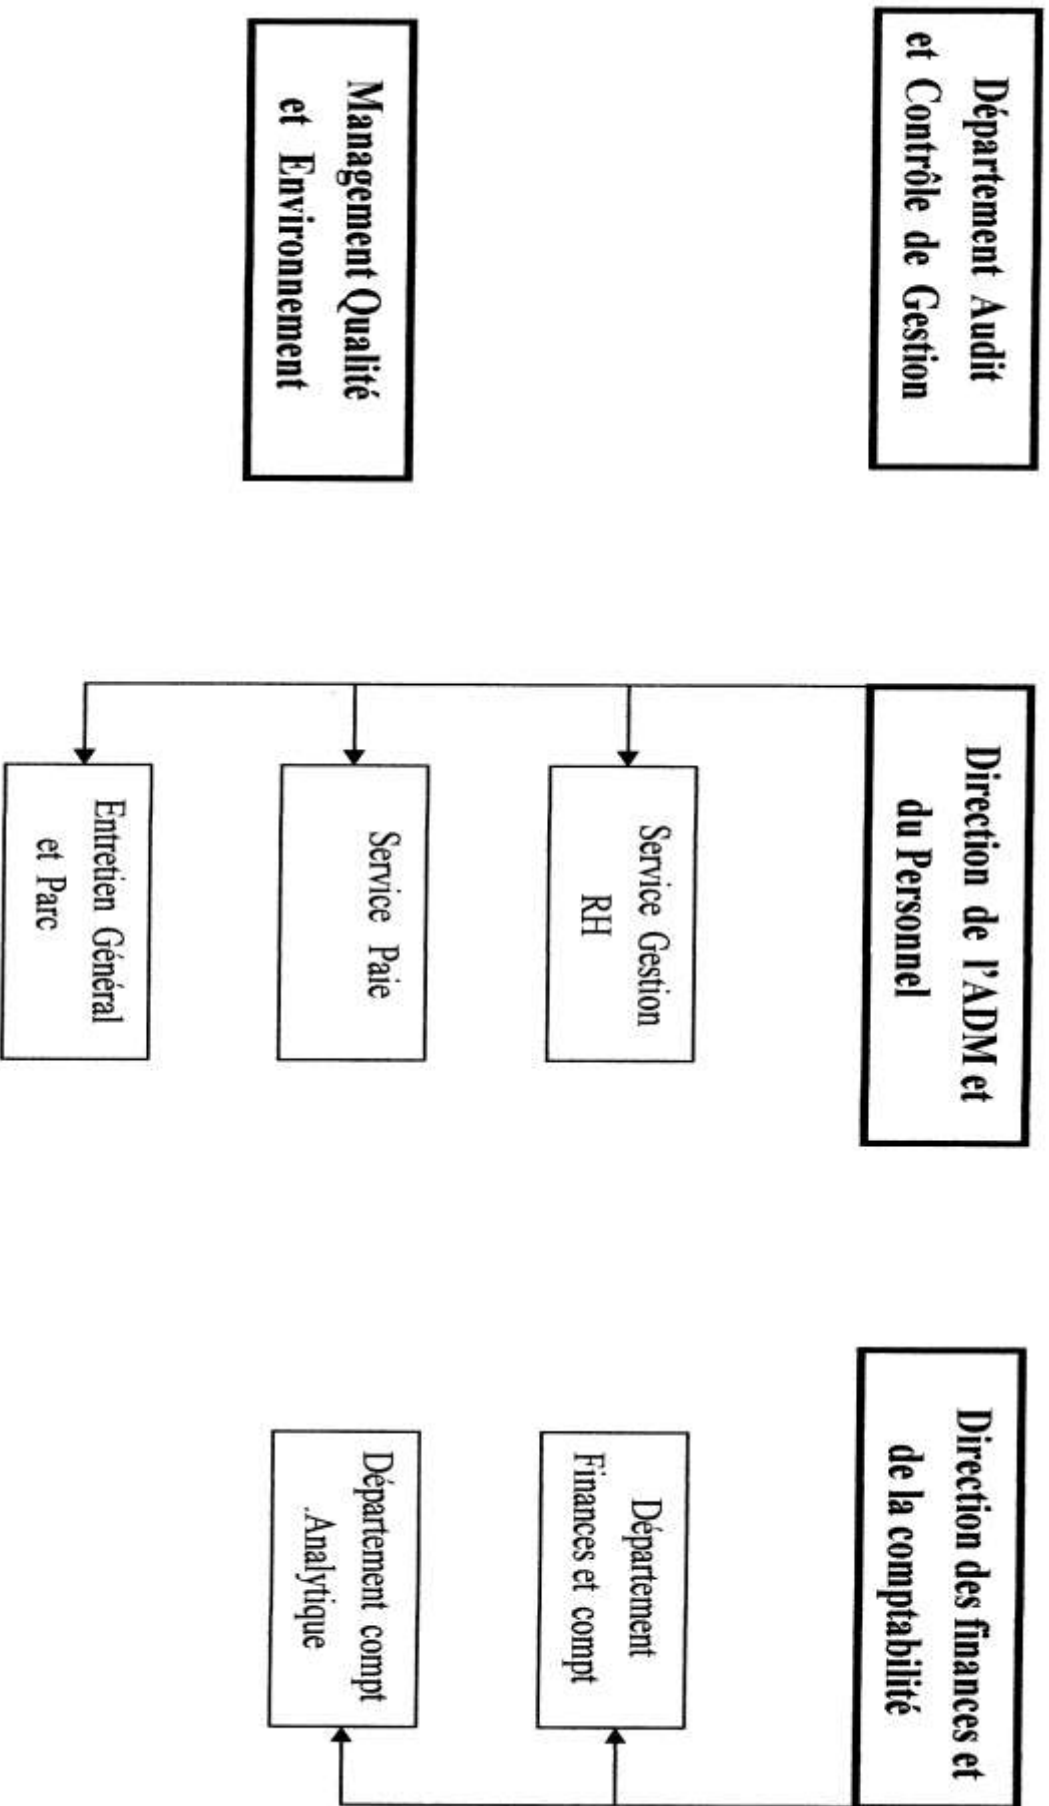 Département Audit
et Contrôle de Gestion
Management Qualité
et Environnement
Direction de l'ADM et
du Personnel
Service Gestion
RH
Service Paie
Entretien Général
et Parc
Direction des finances et
de la comptabilité
Département
Finances et compt
Département compt
.Analytique